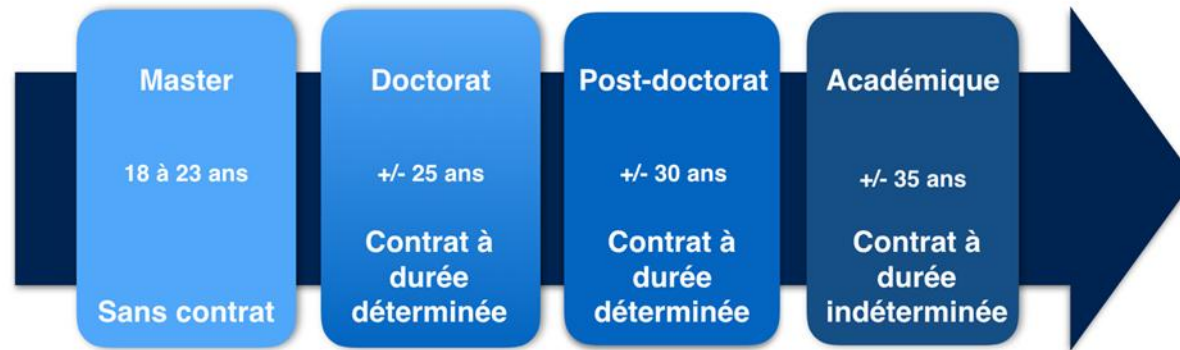 Master
18 à 23 ans
Sans contrat
Doctorat
+/- 25 ans
Contrat à
durée
déterminée
Post-doctorat
+/- 30 ans
Contrat à
durée
déterminée
Académique
+/- 35 ans
Contrat à
durée
indéterminée